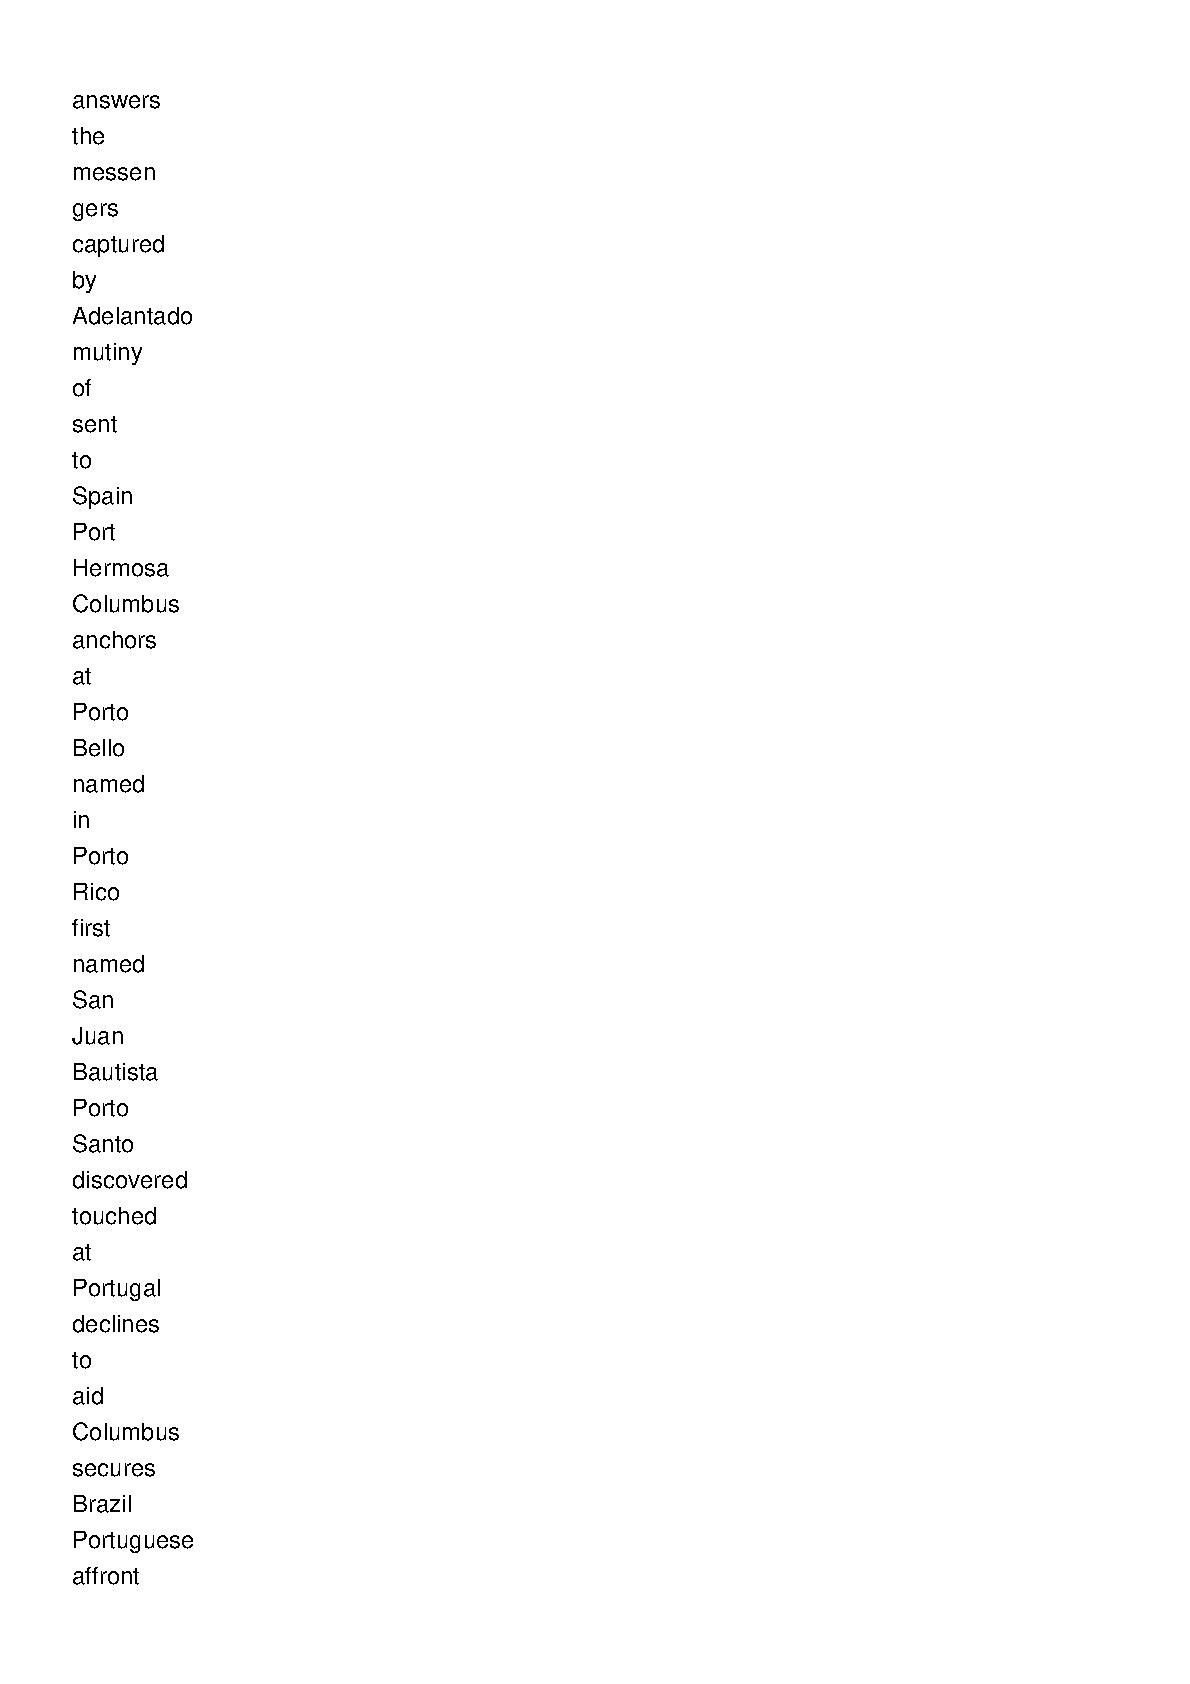 answers
the
messen
gers
captured
by
Adelantado
mutiny
of
sent
to
Spain
Port
Hermosa
Columbus
anchors
at
Porto
Bello
named
in
Porto
Rico
first
named
San
Juan
Bautista
Porto
Santo
discovered
touched
at
Portugal
declines
to
aid
Columbus
secures
Brazil
Portuguese
affront